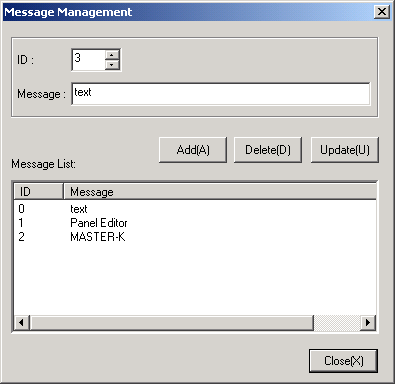 Message Management
ID : 3
Message : text
Add(A) Delete(D) Update(U)
Message List:
ID Message
0 text
1 Panel Editor
2 MASTER-K
Close(X)